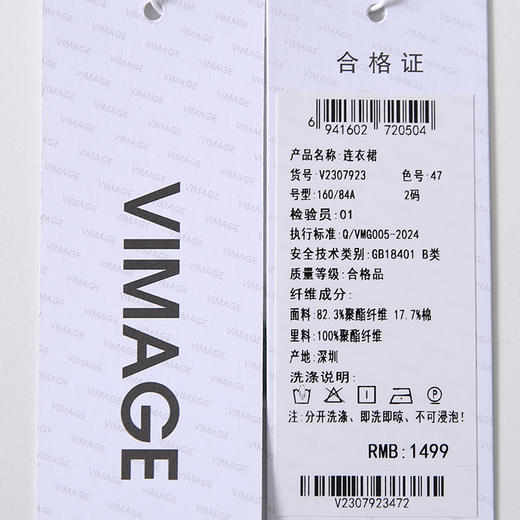 VIMAGE
合格证
6 941602 720504
产品名称:连衣裙
货号:V2307923 色号:47
号型:160/84A 2码
检验员:01
执行标准:Q/VMG005-2024
安全技术类别:GB18401 B类
质量等级:合格品
纤维成分:
面料:82.3%聚酯纤维 17.7%棉
里料:100%聚酯纤维
产地:深圳
洗涤说明:
注:分开洗涤、即洗即晾、不可浸泡!
RMB:1499
V2307923472